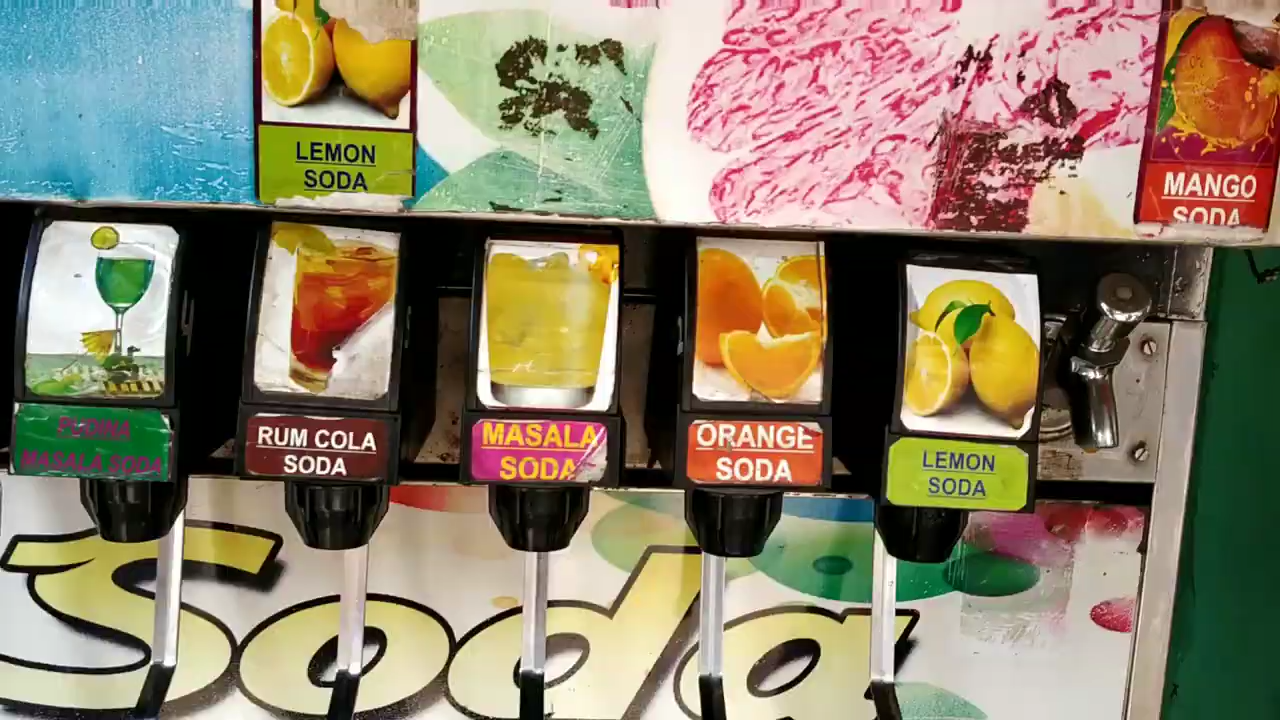 LEMON
SODA
MANGO
SODA
PUDINA
MASALA SODA
RUM COLA
SODA
MASALA
SODA
ORANGE
SODA
LEMON
SODA
Soda